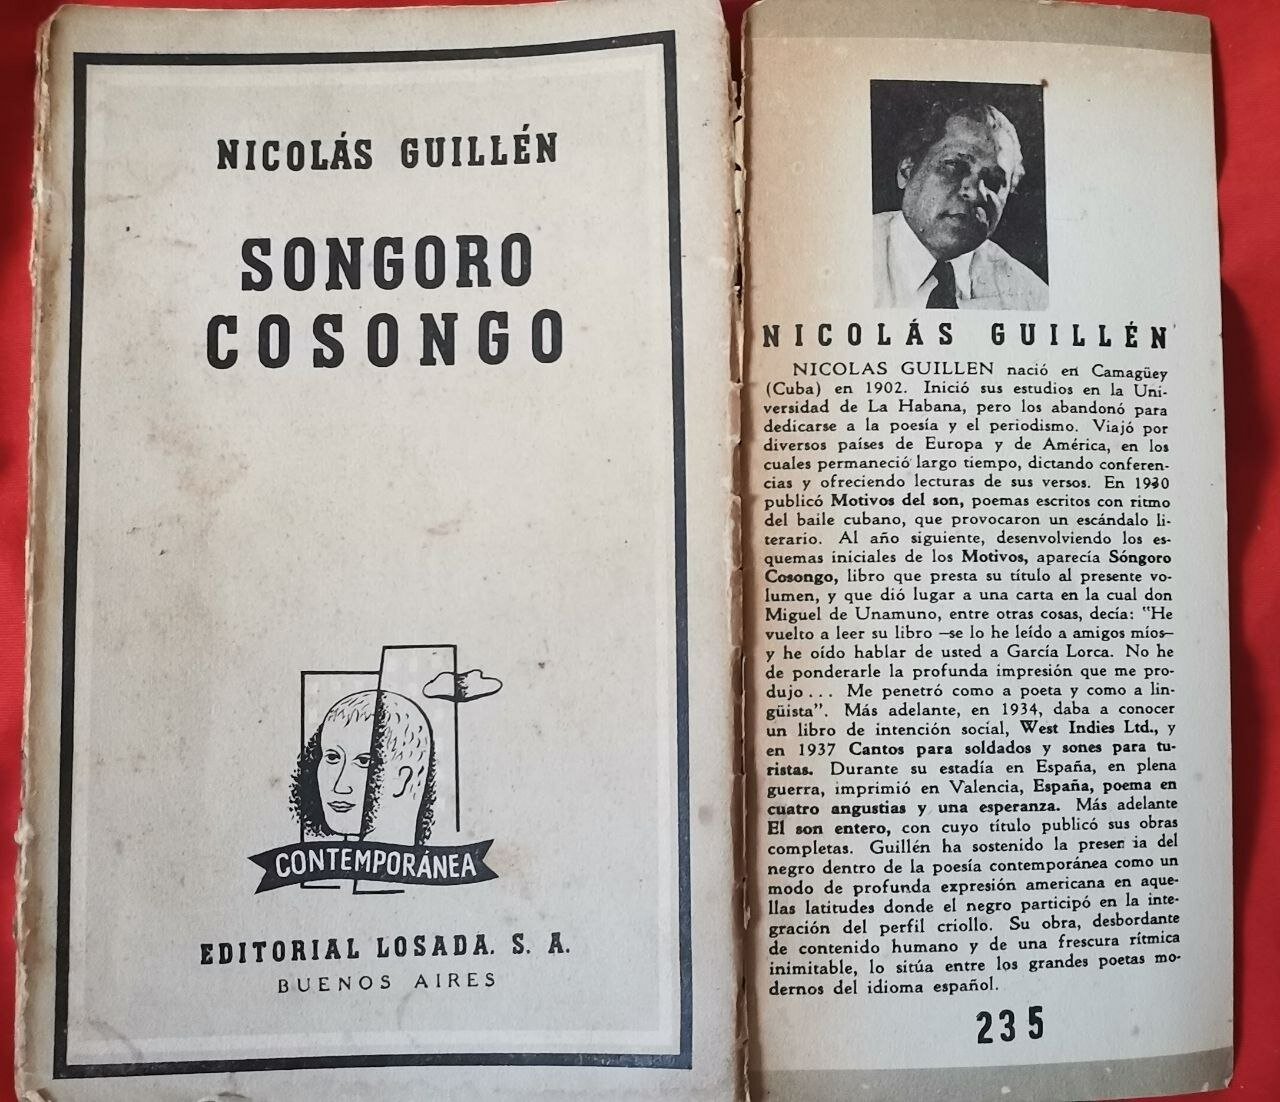 NICOLÁS GUILLÉN
SONGORO
COSONGO
CONTEMPORÁNEA
EDITORIAL LOSADA. S. A.
BUENOS AIRES
NICOLÁS GUILLÉN
NICOLAS GUILLEN nació en Camagüey
(Cuba) en 1902. Inició sus estudios en la Uni-
versidad de La Habana, pero los abandonó para
dedicarse a la poesía y el periodismo. Viajó por
diversos países de Europa y de América, en los
cuales permaneció largo tiempo, dictando conferen-
cias y ofreciendo lecturas de sus versos. En 1930
publicó Motivos del son, poemas escritos con ritmo
del baile cubano, que provocaron un escándalo li-
terario. Al año siguiente, desenvolviendo los es-
quemas iniciales de los Motivos, aparecía Sóngoro
Cosongo, libro que presta su título al presente vo-
lumen, y que dió lugar a una carta en la cual don
Miguel de Unamuno, entre otras cosas, decía: "He
vuelto a leer su libro —se lo he leído a amigos míos—
y he oído hablar de usted a García Lorca. No he
de ponderarle la profunda impresión que me pro-
dujo... Me penetró como a poeta y como a lin-
güista". Más adelante, en 1934, daba a conocer
un libro de intención social, West Indies Ltd., y
en 1937 Cantos para soldados y sones para tu-
ristas. Durante su estadía en España, en plena
guerra, imprimió en Valencia, España, poema en
cuatro angustias y una esperanza. Más adelante
El son entero, con cuyo título publicó sus obras
completas. Guillén ha sostenido la presencia del
negro dentro de la poesía contemporánea como un
modo de profunda expresión americana en aque-
llas latitudes donde el negro participó en la inte-
gración del perfil criollo. Su obra, desbordante
de contenido humano y de una frescura rítmica
inimitable, lo sitúa entre los grandes poetas mo-
dernos del idioma español.
235